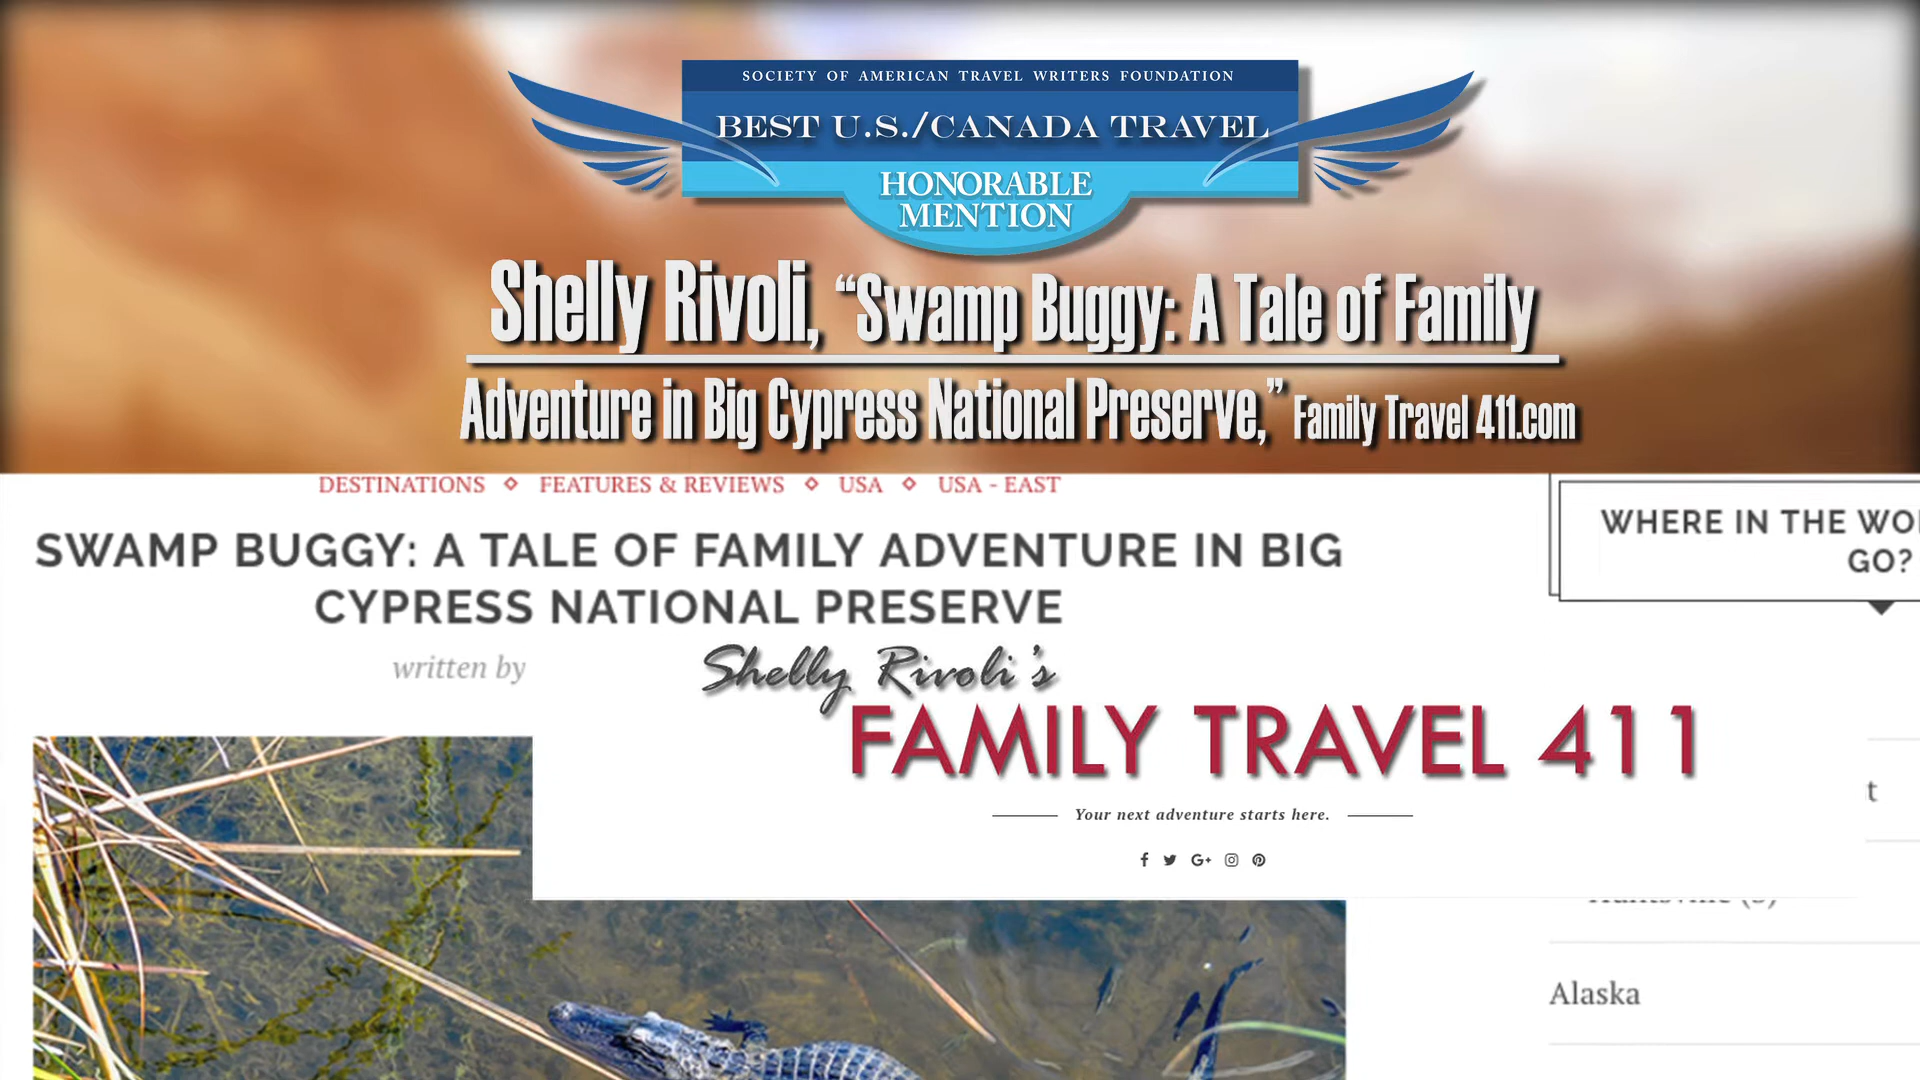 SOCIETY OF AMERICAN TRAVEL WRITERS FOUNDATION
BEST U.S./CANADA TRAVEL
HONORABLE
MENTION
Shelly Rivoli, “Swamp Buggy: A Tale of Family
Adventure in Big Cypress National Preserve,” Family Travel 411.com
DESTINATIONS ◇ FEATURES & REVIEWS ◇ USA ◇ USA - EAST
SWAMP BUGGY: A TALE OF FAMILY ADVENTURE IN BIG
CYPRESS NATIONAL PRESERVE
written by
Shelly Rivoli's
FAMILY TRAVEL 411
Your next adventure starts here.
WHERE IN THE WO
GO?
t
Alaska